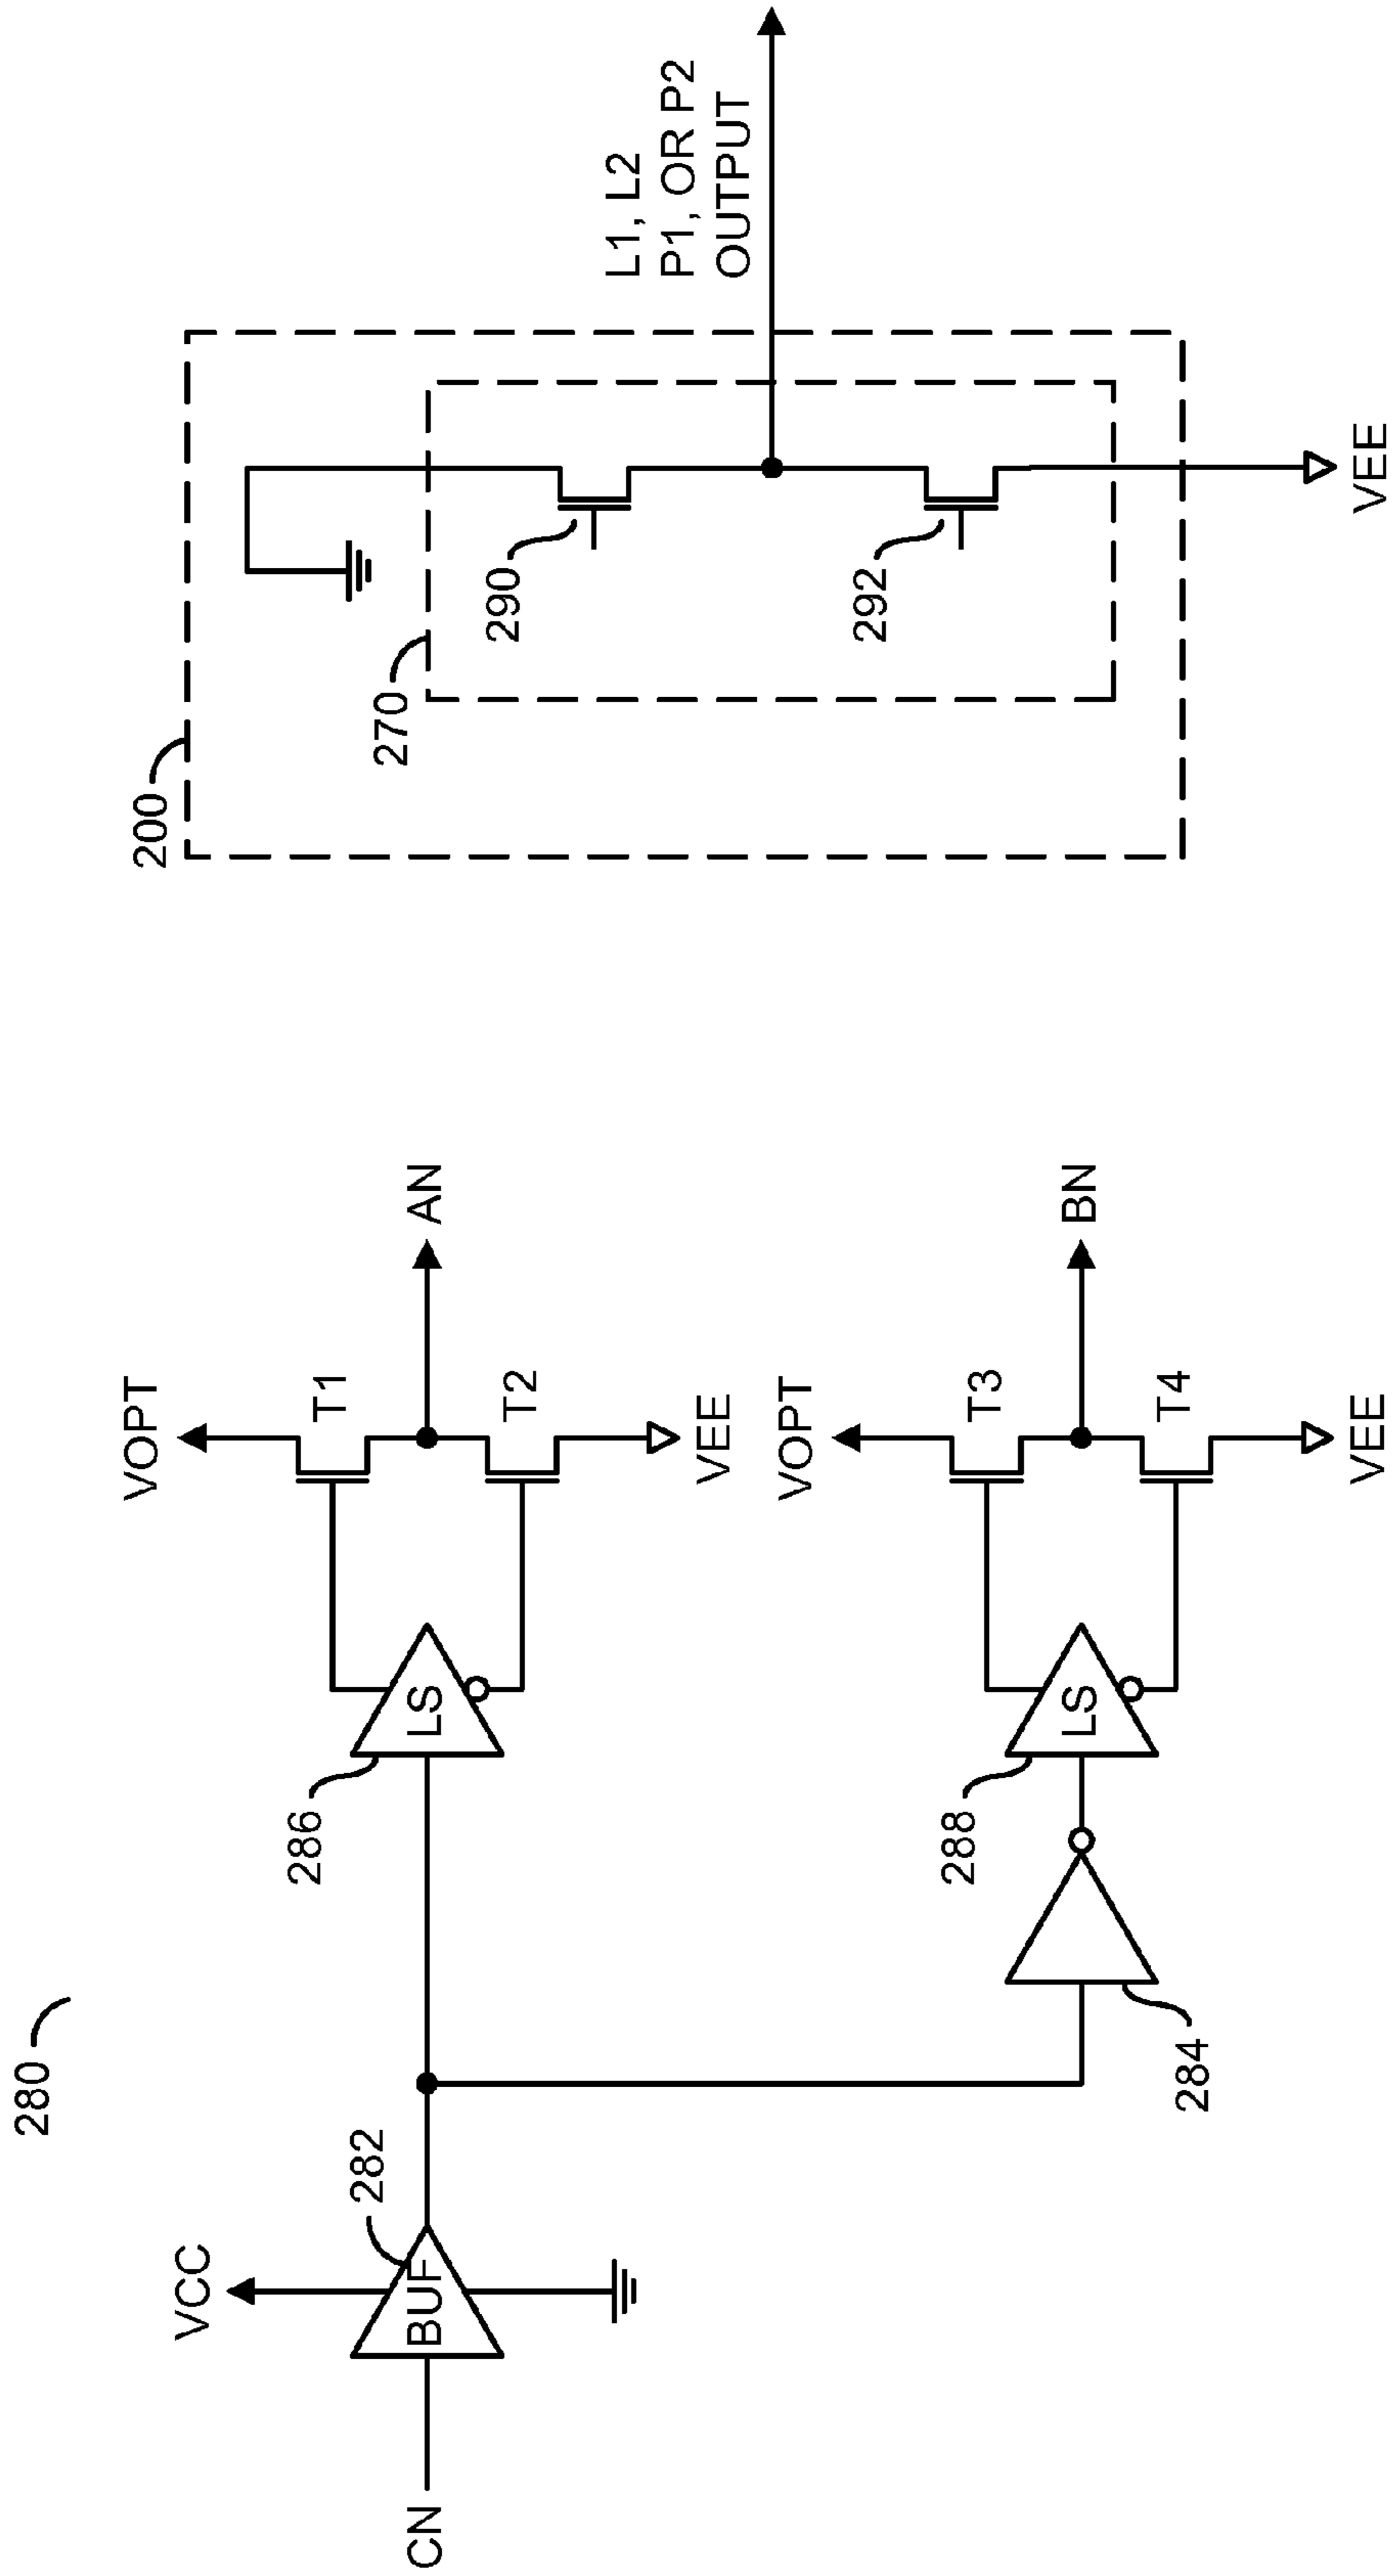 280
VCC
282
BUF
CN
286
LS
VOPT
T1
AN
T2
VEE
284
288
LS
VOPT
T3
BN
T4
VEE
200
270
290
292
L1, L2
P1, OR P2
OUTPUT
VEE